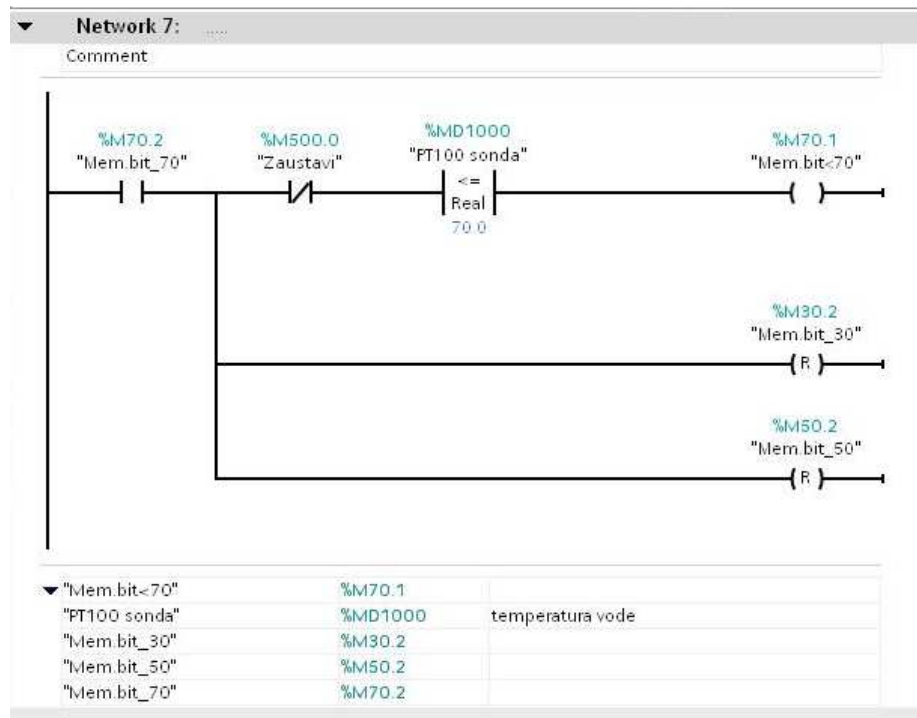 Network 7: .....
Comment
%M70.2
"Mem.bit_70"
%M500.0
"Zaustavi"
%MD1000
"PT100 sonda"
<=
Real
70.0
%M70.1
"Mem.bit<70"
%M30.2
"Mem.bit_30"
R
%M50.2
"Mem.bit_50"
R
"Mem.bit<70" %M70.1
"PT100 sonda" %MD1000 temperatura vode
"Mem.bit_30" %M30.2
"Mem.bit_50" %M50.2
"Mem.bit_70" %M70.2